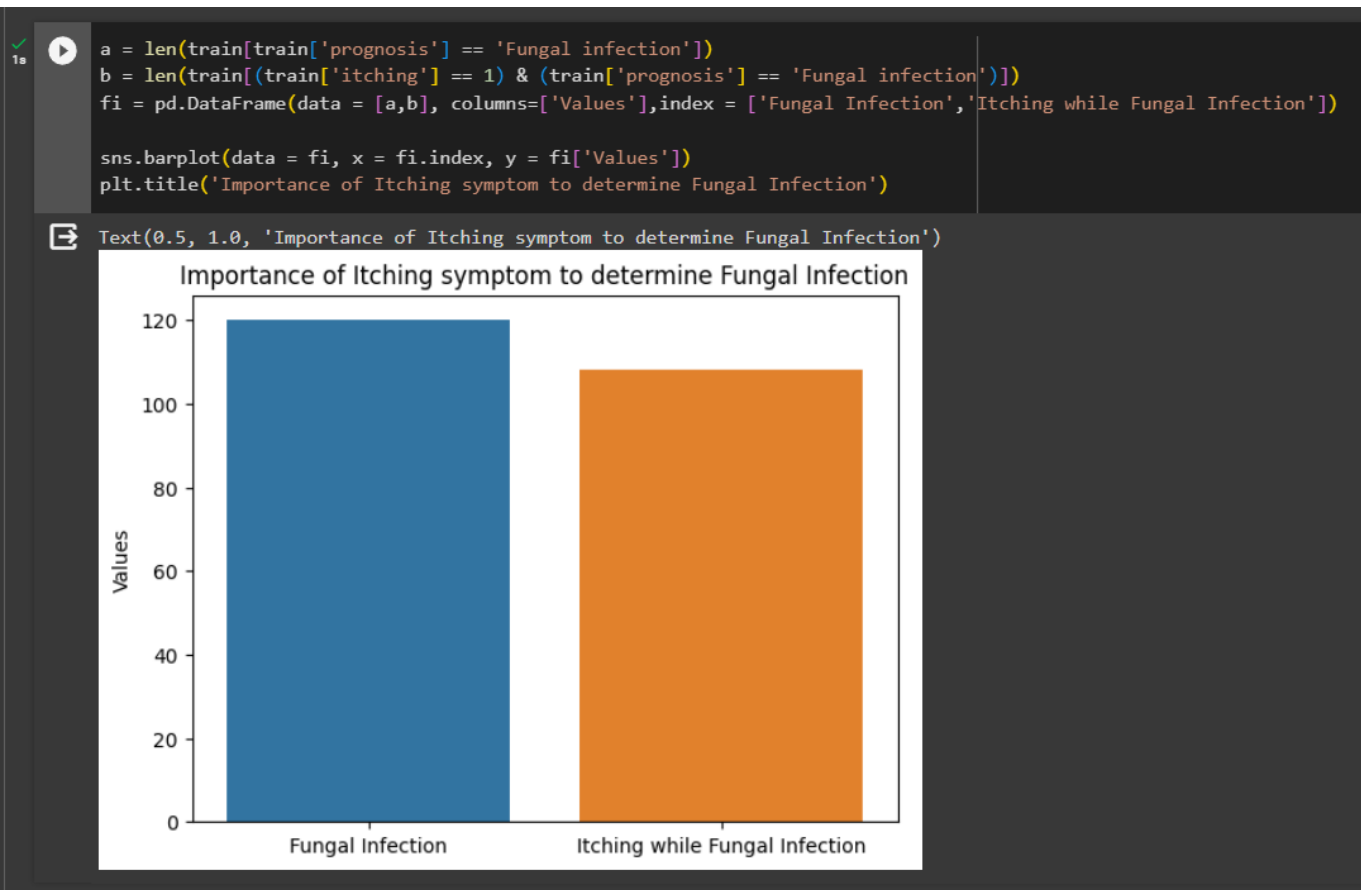 1s
a = len(train[train['prognosis'] == 'Fungal infection'])
b = len(train[(train['itching'] == 1) & (train['prognosis'] == 'Fungal infection')])
fi = pd.DataFrame(data = [a,b], columns=['Values'],index = ['Fungal Infection','Itching while Fungal Infection'])
sns.barplot(data = fi, x = fi.index, y = fi['Values'])
plt.title('Importance of Itching symptom to determine Fungal Infection')
Text(0.5, 1.0, 'Importance of Itching symptom to determine Fungal Infection')
Importance of Itching symptom to determine Fungal Infection
120
100
80
Values
60
40
20
0
Fungal Infection
Itching while Fungal Infection